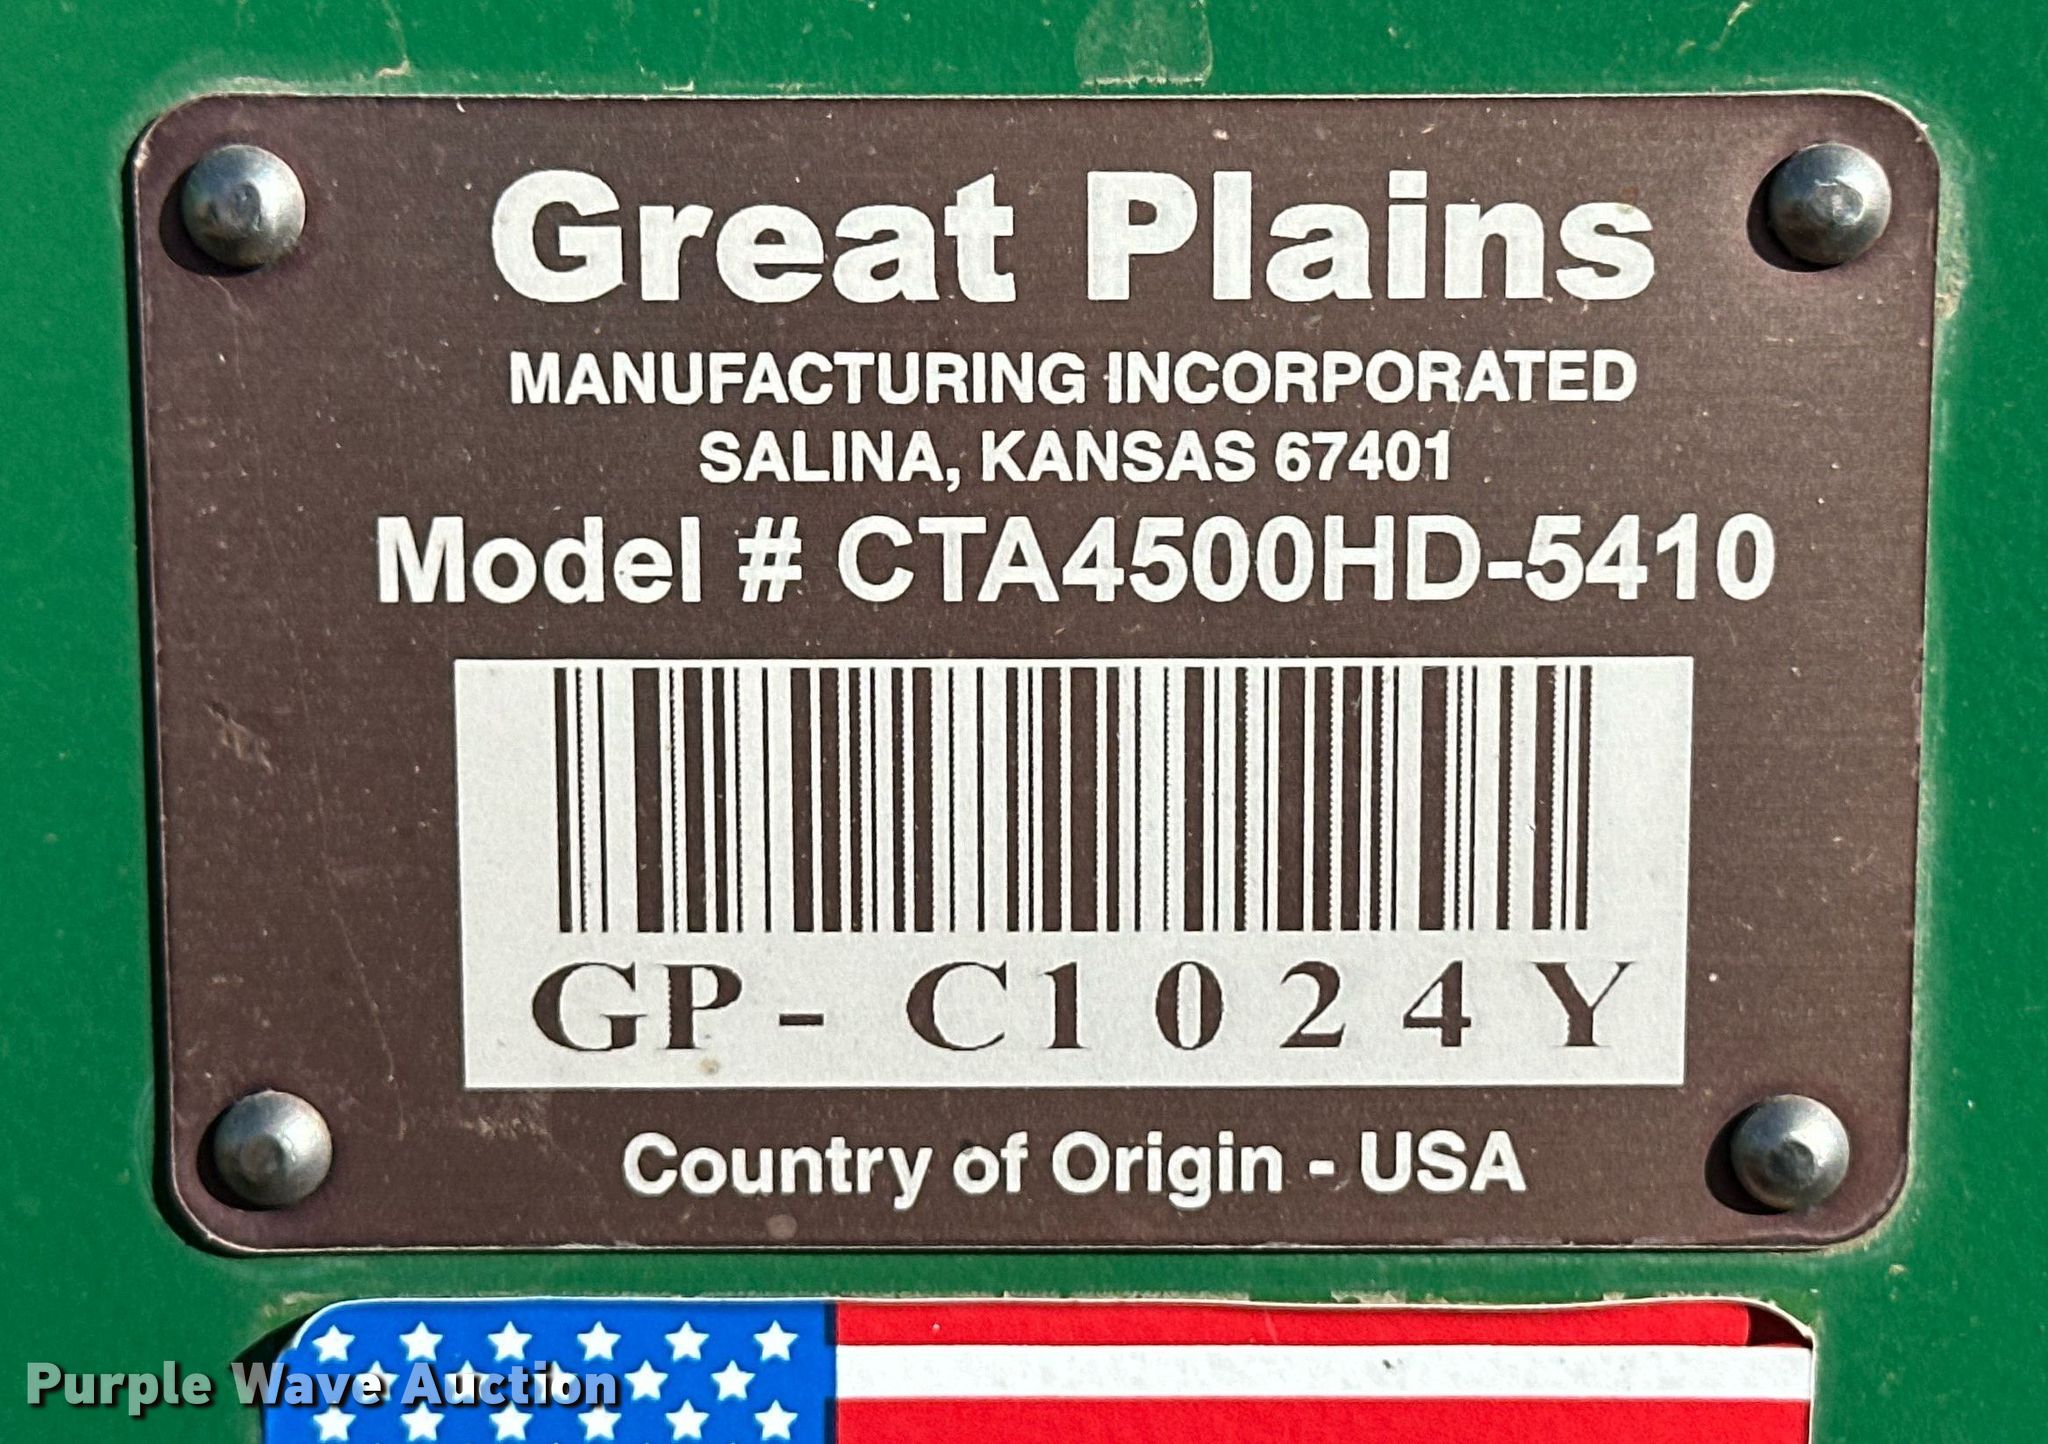 Great Plains
MANUFACTURING INCORPORATED
SALINA, KANSAS 67401
Model # CTA4500HD-5410
GP- C1024Y
Country of Origin - USA
Purple Wave Auction